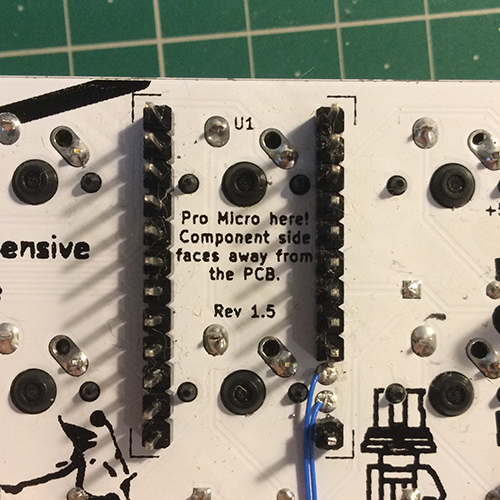 U1
Pro Micro here!
Component side
faces away from
the PCB.
Rev 1.5
ensive